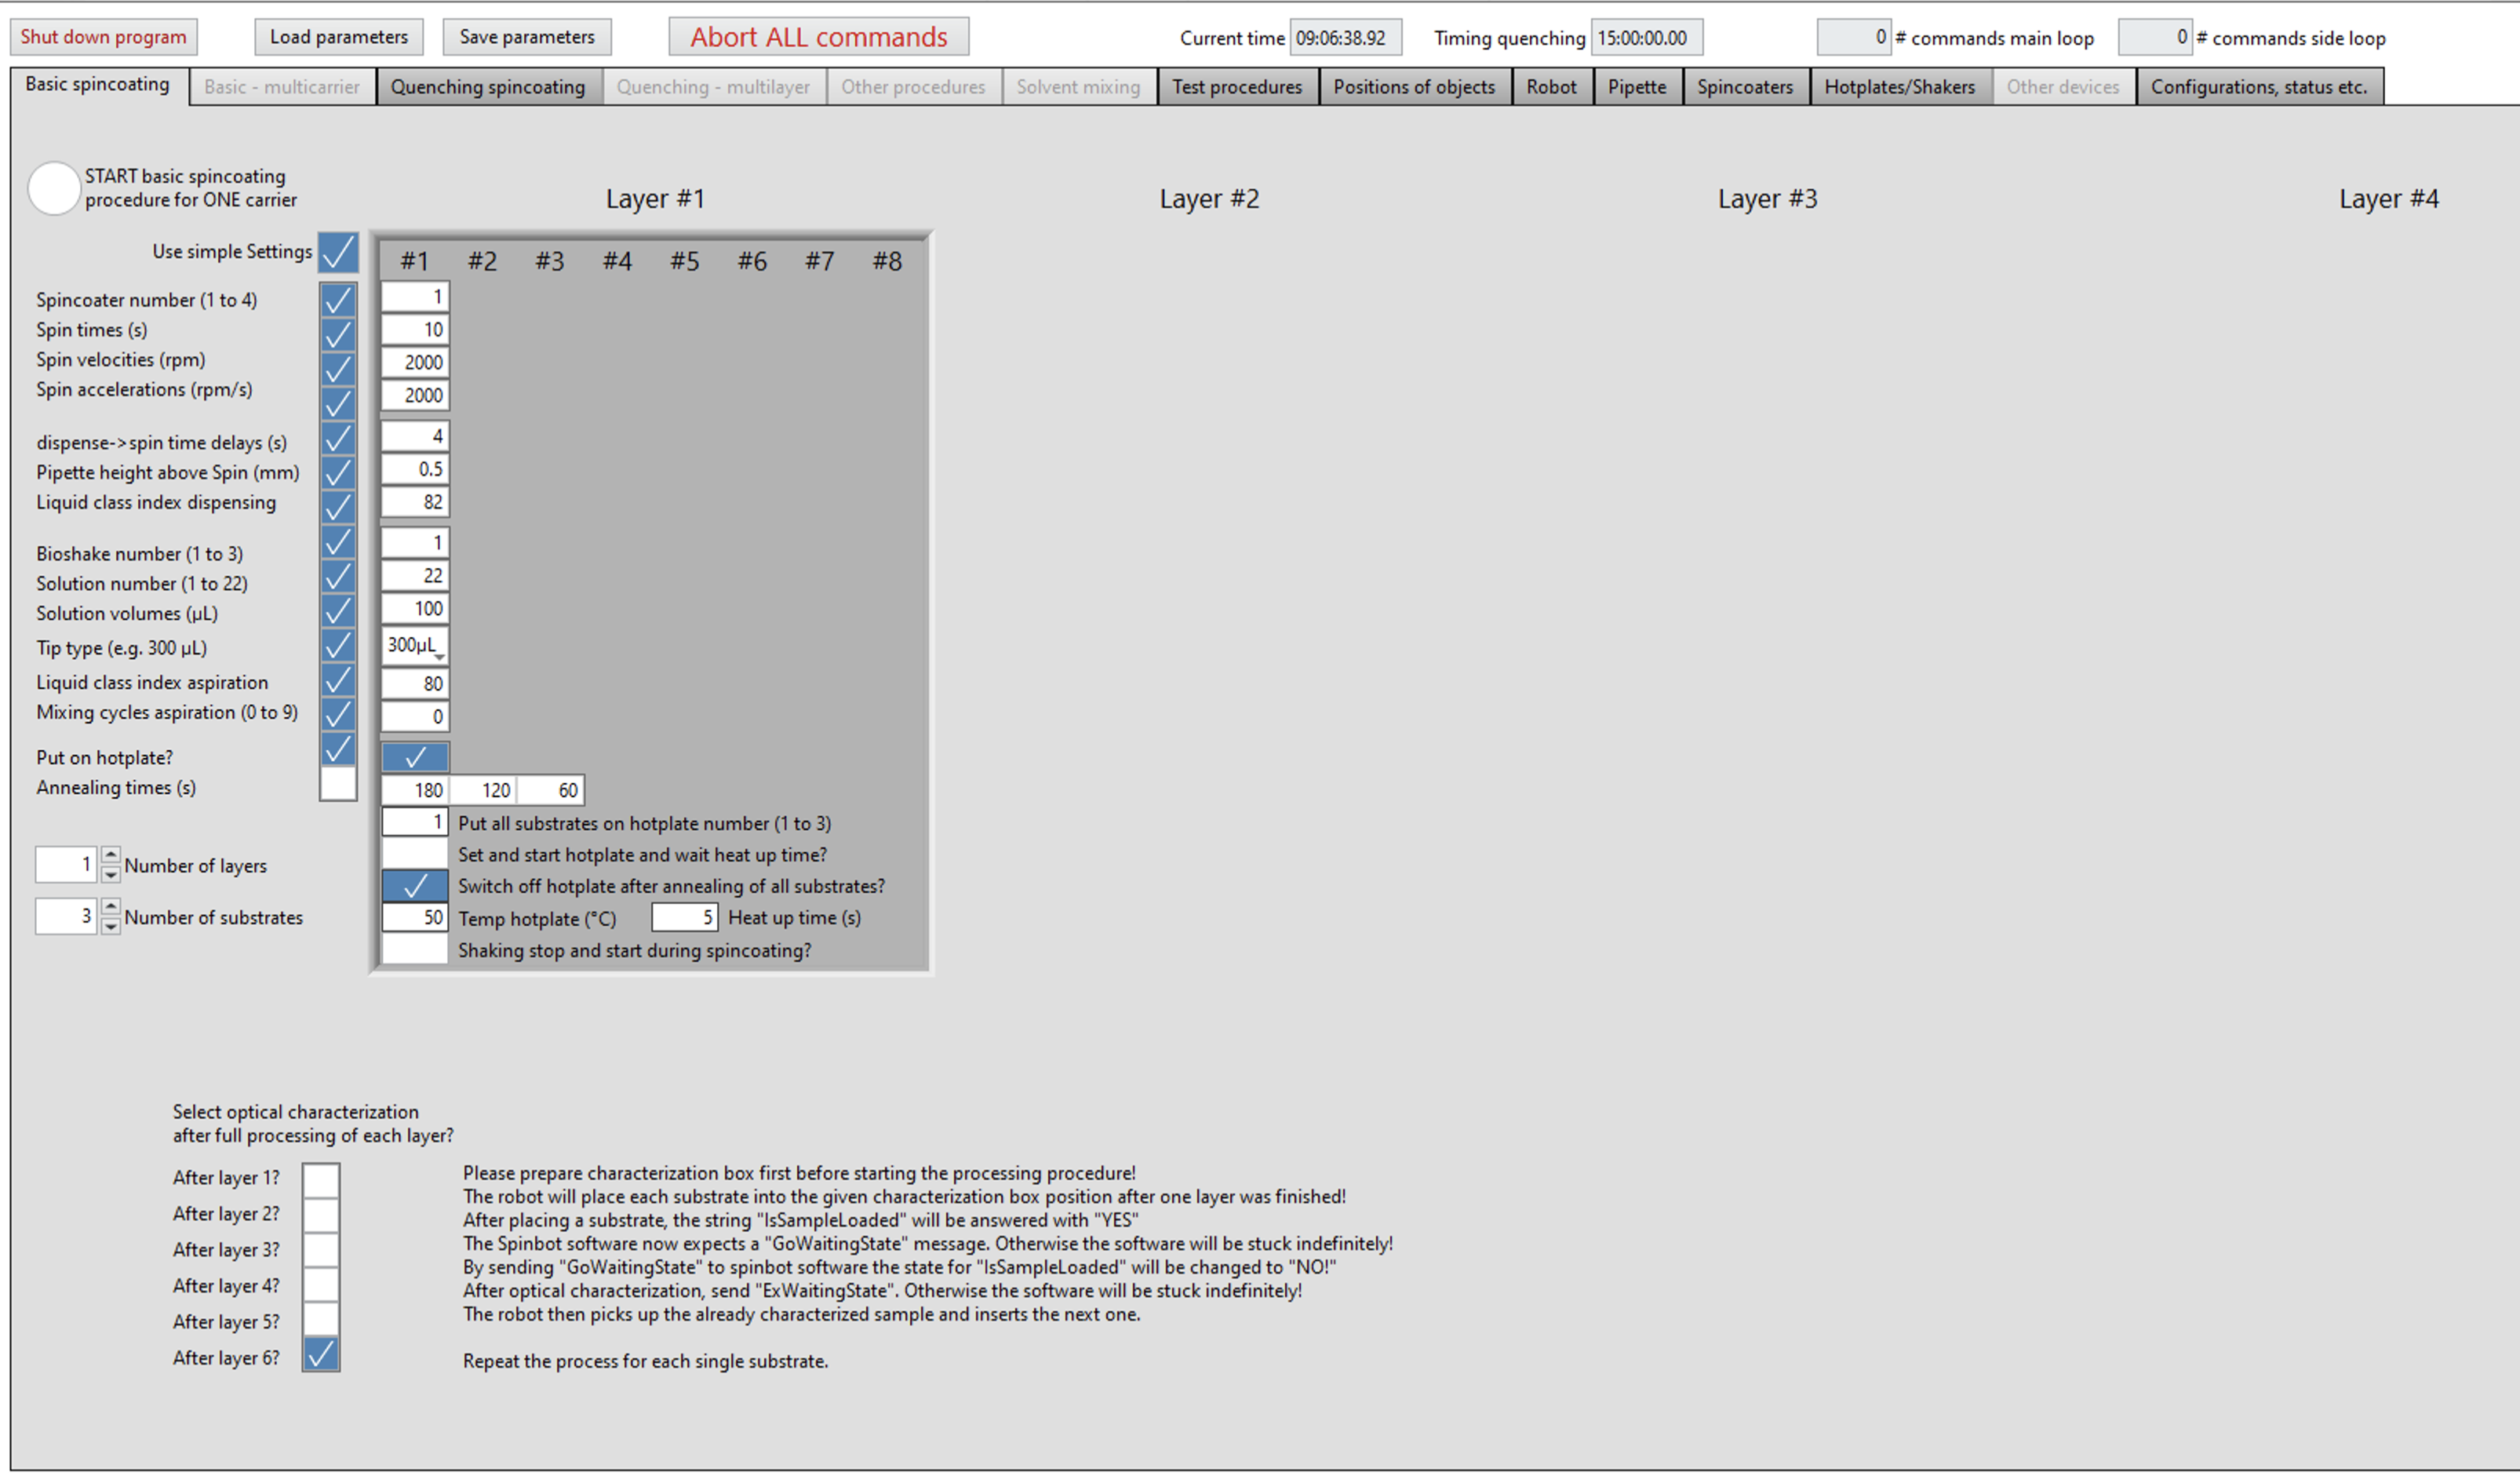 Shut down program Load parameters Save parameters Abort ALL commands Current time 09:06:38.92 Timing quenching 15:00:00.00 0 # commands main loop 0 # commands side loop
Basic spincoating Basic - multicarrier Quenching spincoating Quenching - multilayer Other procedures Solvent mixing Test procedures Positions of objects Robot Pipette Spincoaters Hotplates/Shakers Other devices Configurations, status etc.
START basic spincoating
procedure for ONE carrier
Layer #1 Layer #2 Layer #3 Layer #4
Use simple Settings
#1 #2 #3 #4 #5 #6 #7 #8
Spincoater number (1 to 4) 1
Spin times (s) 10
Spin velocities (rpm) 2000
Spin accelerations (rpm/s) 2000
dispense->spin time delays (s) 4
Pipette height above Spin (mm) 0.5
Liquid class index dispensing 82
Bioshake number (1 to 3) 1
Solution number (1 to 22) 22
Solution volumes (µL) 100
Tip type (e.g. 300 µL) 300µL
Liquid class index aspiration 80
Mixing cycles aspiration (0 to 9) 0
Put on hotplate?
Annealing times (s) 180 120 60
1 Put all substrates on hotplate number (1 to 3)
Set and start hotplate and wait heat up time?
1 Number of layers
Switch off hotplate after annealing of all substrates?
3 Number of substrates
50 Temp hotplate (°C) 5 Heat up time (s)
Shaking stop and start during spincoating?
Select optical characterization
after full processing of each layer?
After layer 1?
After layer 2?
After layer 3?
After layer 4?
After layer 5?
After layer 6?
Please prepare characterization box first before starting the processing procedure!
The robot will place each substrate into the given characterization box position after one layer was finished!
After placing a substrate, the string "IsSampleLoaded" will be answered with "YES"
The Spinbot software now expects a "GoWaitingState" message. Otherwise the software will be stuck indefinitely!
By sending "GoWaitingState" to spinbot software the state for "IsSampleLoaded" will be changed to "NO!"
After optical characterization, send "ExWaitingState". Otherwise the software will be stuck indefinitely!
The robot then picks up the already characterized sample and inserts the next one.
Repeat the process for each single substrate.